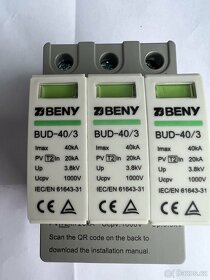 BENY BENY BENY
BUD-40/3 BUD-40/3 BUD-40/3
Imax 40kA Imax 40kA Imax 40kA
PV T2 In 20kA PV T2 In 20kA PV T2 In 20kA
Up 3.8kV Up 3.8kV Up 3.8kV
Ucpv 1000V Ucpv 1000V Ucpv 1000V
IEC/EN 61643-31 IEC/EN 61643-31 IEC/EN 61643-31
Scan the QR code on the back to
download the installation manual.